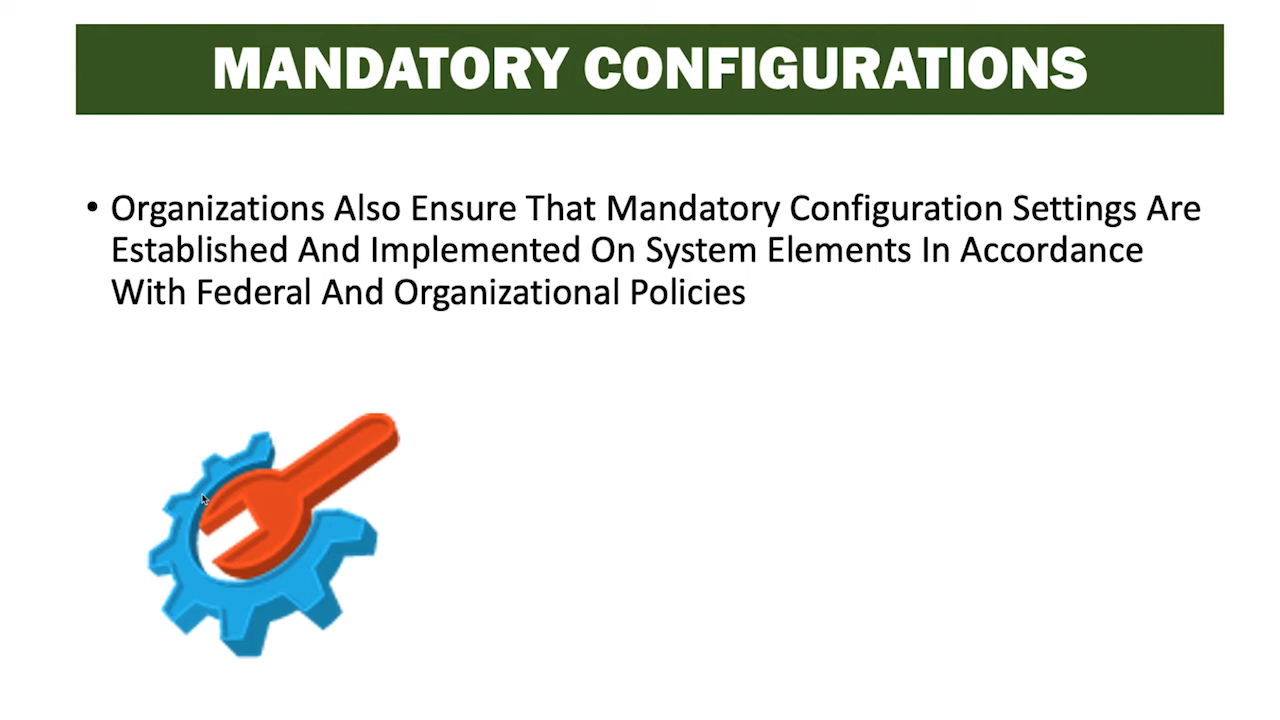 MANDATORY CONFIGURATIONS
• Organizations Also Ensure That Mandatory Configuration Settings Are
Established And Implemented On System Elements In Accordance
With Federal And Organizational Policies